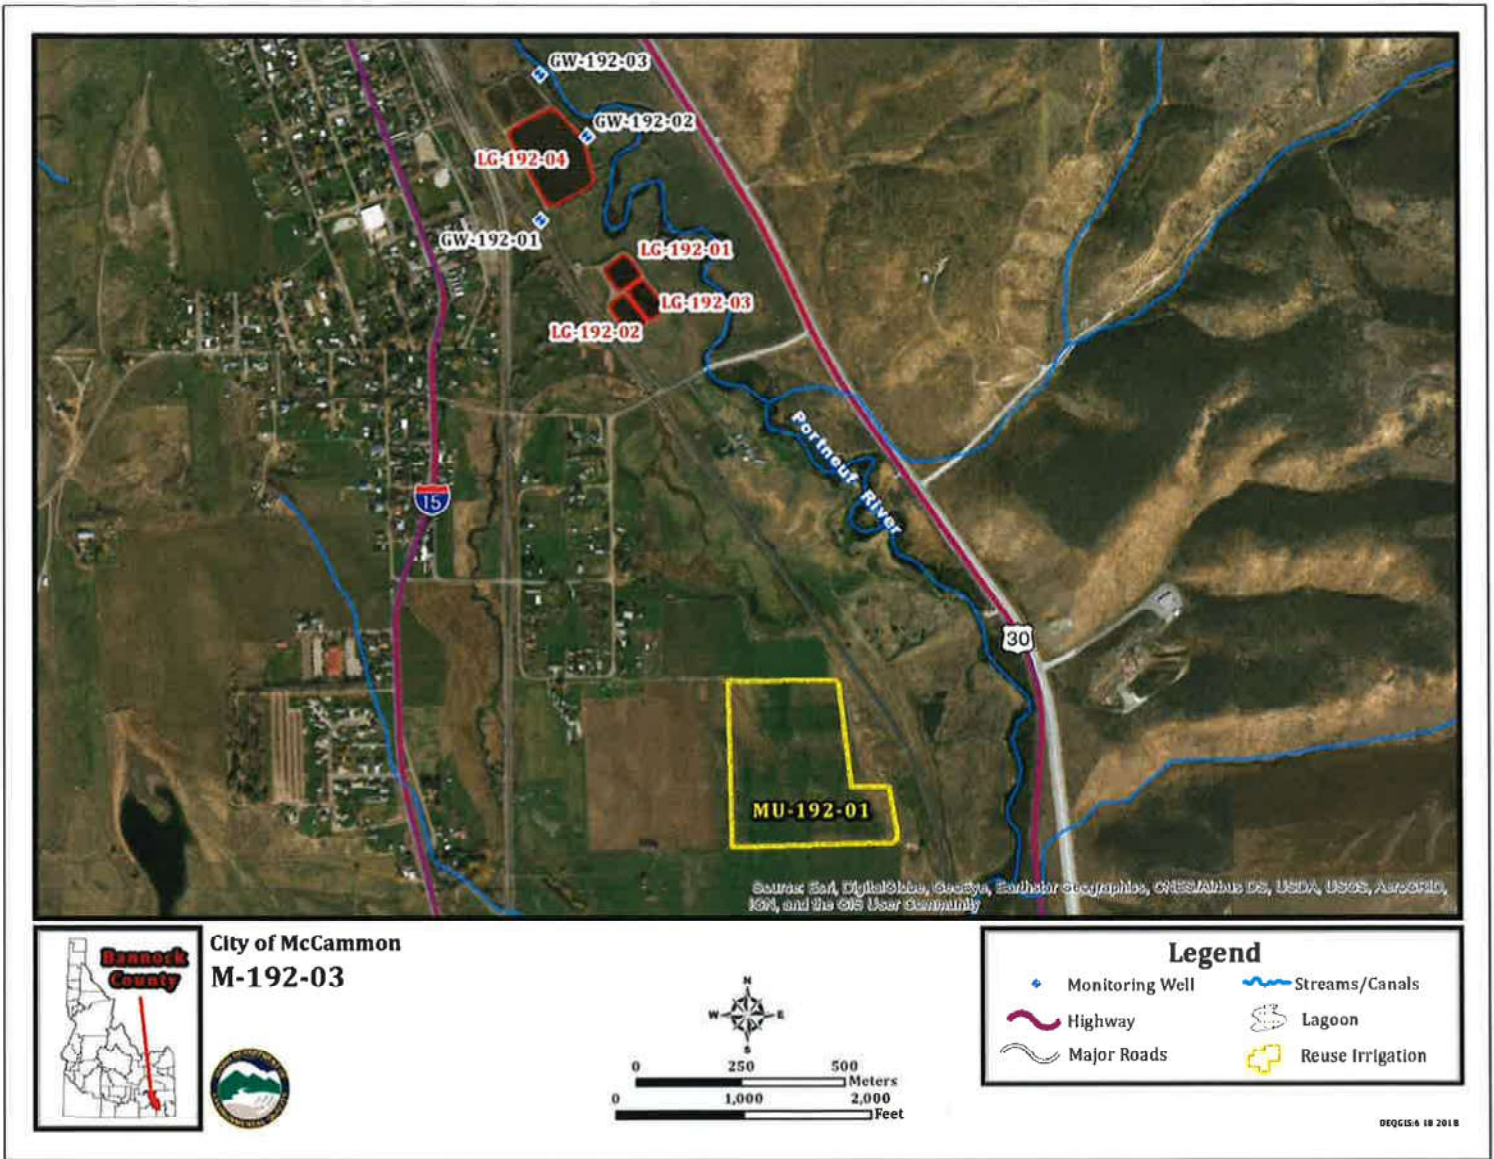 GW-192-03
GW-192-02
LG-192-04
GW-192-01
LG-192-01
LG-192-03
LG-192-02
Portneuf River
15
30
MU-192-01
Source: Esri, DigitalGlobe, GeoEye, Earthstar Geographics, CNES/Airbus DS, USDA, USGS, AeroGRID,
IGN, and the GIS User Community
Bannock
County
City of McCammon
M-192-03
N
W E
S
0 250 500
Meters
0 1,000 2,000
Feet
Legend
Monitoring Well
Streams/Canals
Highway
Lagoon
Major Roads
Reuse Irrigation
DEQGIS:6 18 2018